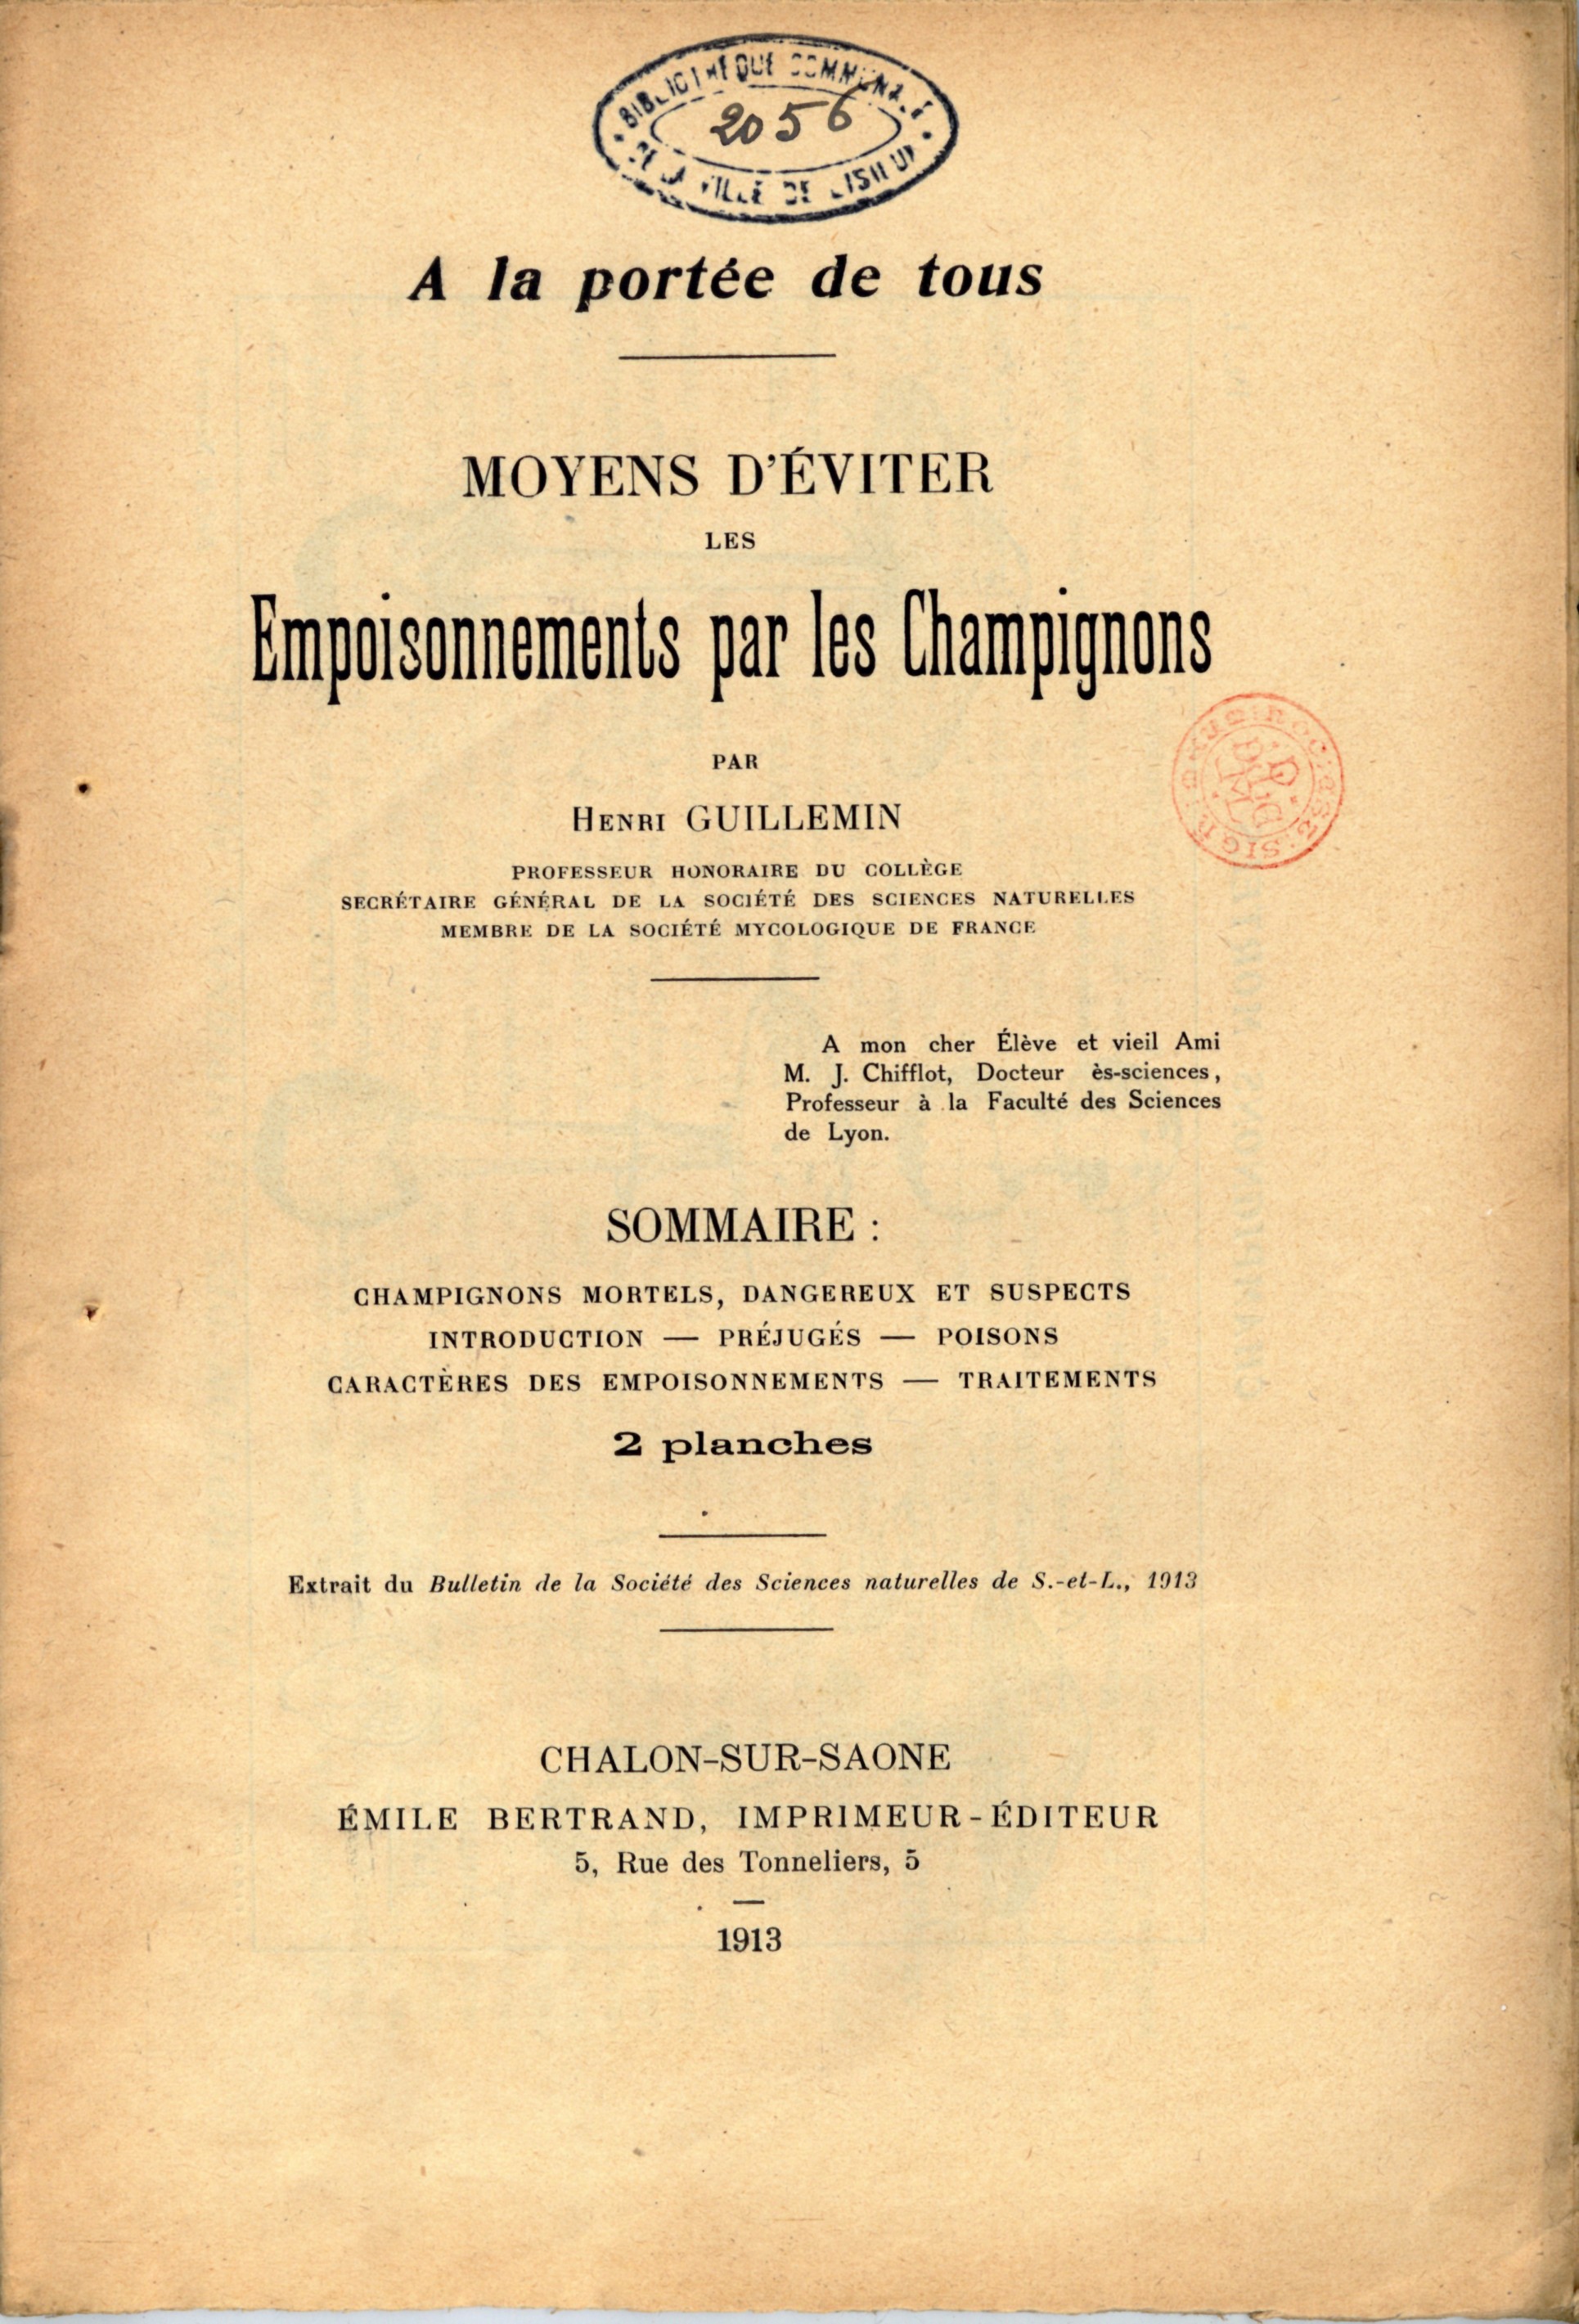 BIBLIOTHEQUE COMMUNALE
2056
VILLE DE
A la portée de tous
MOYENS D'ÉVITER
LES
Empoisonnements par les Champignons
PAR
HENRI GUILLEMIN
PROFESSEUR HONORAIRE DU COLLÈGE
SECRÉTAIRE GÉNÉRAL DE LA SOCIÉTÉ DES SCIENCES NATURELLES
MEMBRE DE LA SOCIÉTÉ MYCOLOGIQUE DE FRANCE
A mon cher Élève et vieil Ami
M. J. Chifflot, Docteur ès-sciences,
Professeur à la Faculté des Sciences
de Lyon.
SOMMAIRE :
CHAMPIGNONS MORTELS, DANGEREUX ET SUSPECTS
INTRODUCTION — PRÉJUGÉS — POISONS
CARACTÈRES DES EMPOISONNEMENTS — TRAITEMENTS
2 planches
Extrait du Bulletin de la Société des Sciences naturelles de S.-et-L., 1913
CHALON-SUR-SAONE
ÉMILE BERTRAND, IMPRIMEUR-ÉDITEUR
5, Rue des Tonneliers, 5
1913